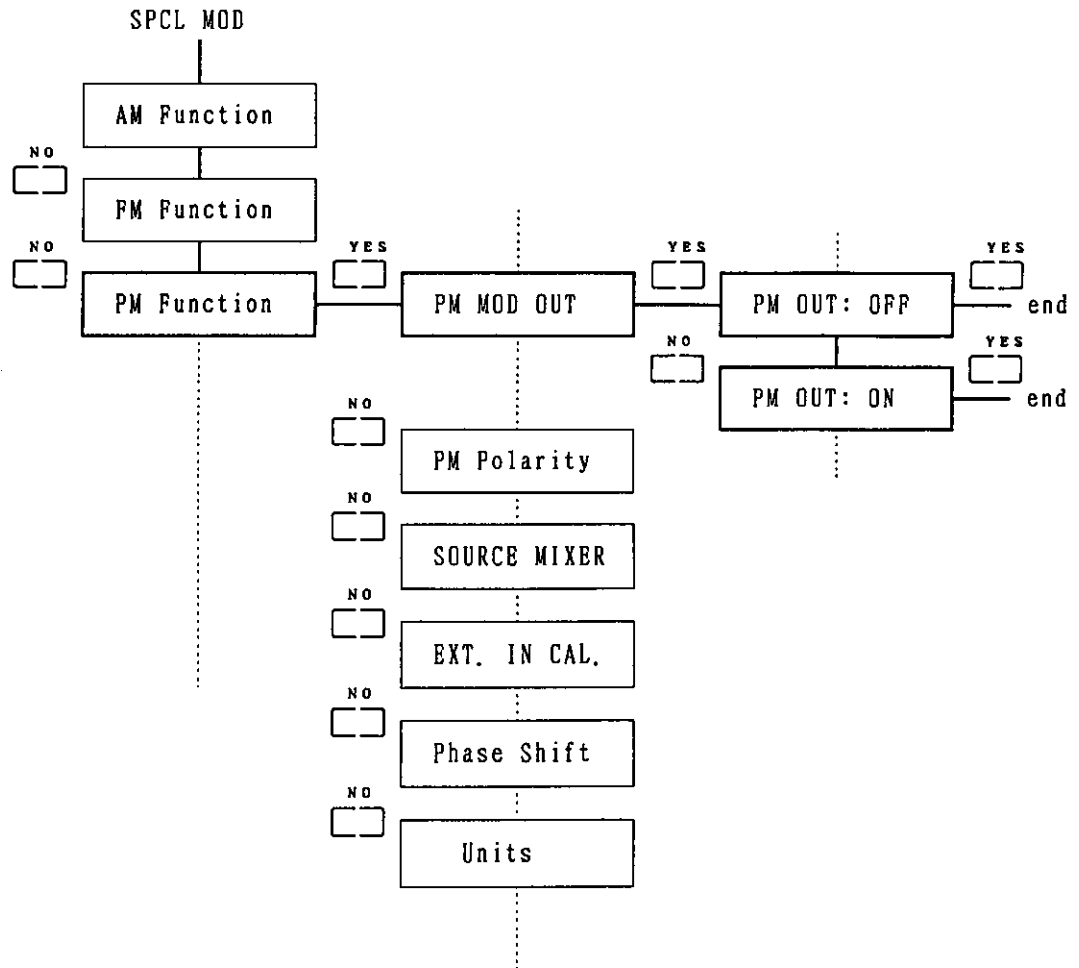 SPCL MOD
AM Function
NO
FM Function
NO
YES
YES
YES
PM Function
PM MOD OUT
PM OUT: OFF
end
NO
YES
PM OUT: ON
end
NO
PM Polarity
NO
SOURCE MIXER
NO
EXT. IN CAL.
NO
Phase Shift
NO
Units